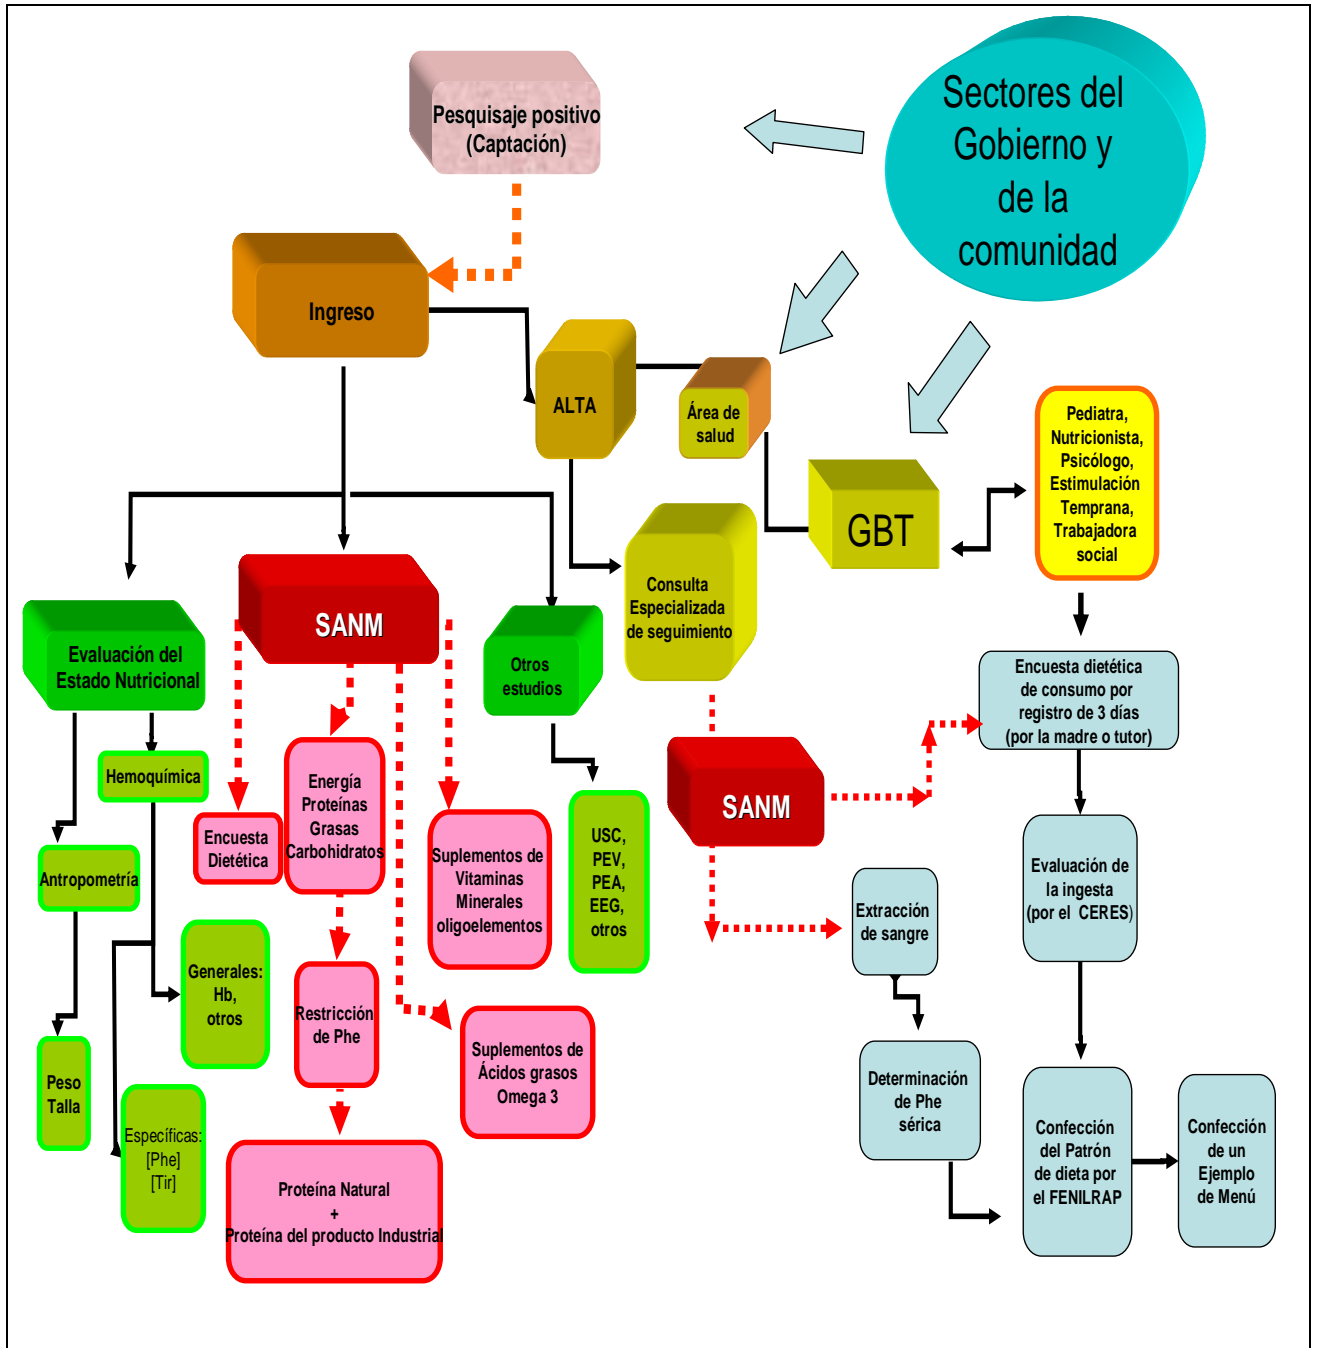 Sectores del
Gobierno y
de la
comunidad
Pesquisaje positivo
(Captación)
Ingreso
ALTA
Área de
salud
GBT
Pediatra,
Nutricionista,
Psicólogo,
Estimulación
Temprana,
Trabajadora
social
Consulta
Especializada
de seguimiento
SANM
Evaluación del
Estado Nutricional
Otros
estudios
Encuesta dietética
de consumo por
registro de 3 días
(por la madre o tutor)
Hemoquímica
Energía
Proteínas
Grasas
Carbohidratos
SANM
Encuesta
Dietética
Suplementos de
Vitaminas
Minerales
oligoelementos
USC,
PEV,
PEA,
EEG,
otros
Antropometría
Evaluación de
la ingesta
(por el CERES)
Extracción
de sangre
Generales:
Hb,
otros
Restricción
de Phe
Suplementos de
Ácidos grasos
Omega 3
Peso
Talla
Determinación
de Phe
sérica
Específicas:
[Phe]
[Tir]
Confección
del Patrón
de dieta por
el FENILRAP
Confección
de un
Ejemplo
de Menú
Proteína Natural
+
Proteína del producto Industrial